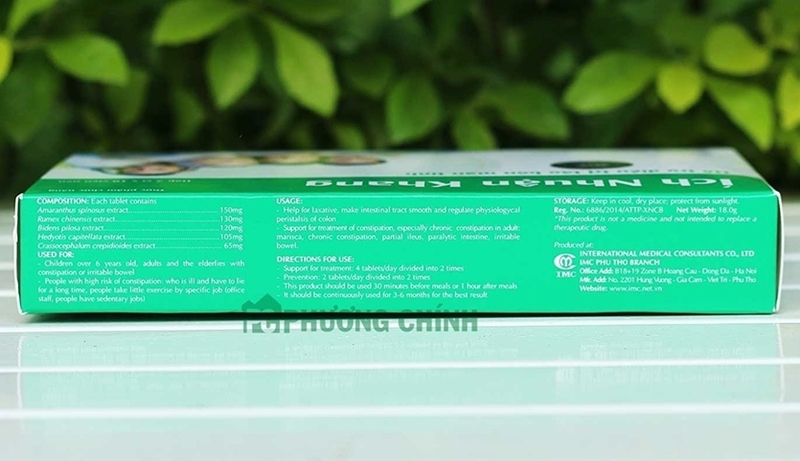 Ích Nhuận Khang
COMPOSITION: Each tablet contains
Amaranthus spinosus extract 150mg
Rumex chinensis extract 130mg
Bidens pilosa extract 120mg
Hedyotis capitellata extract 105mg
Crassocephalum crepidioides extract 65mg
USED FOR:
- Children over 6 years old, adults and the elderlies with
constipation or irritable bowel
- People with high risk of constipation: who is ill and have to lie
for a long time, people take little exercise by specific job (office
staff, people have sedentary jobs)
USAGE:
- Help for laxative, make intestinal tract smooth and regulate physiologycal
peristalsis of colon
- Support for treatment of constipation, especially chronic constipation in adult:
marisca, chronic constipation, partial ileus, paralytic intestine, irritable
bowel.
DIRECTIONS FOR USE:
- Support for treatment: 4 tablets/day divided into 2 times
- Prevention: 2 tablets/day divided into 2 times
- This product should be used 30 minutes before meals or 1 hour after meals
- It should be continuously used for 3-6 months for the best result
STORAGE: Keep in cool, dry place; protect from sunlight.
Reg. No.: 6886/2014/ATTP-XNCB Net Weight: 18.0g
*This product is not a medicine and not intended to replace a
therapeutic drug.
Produced at:
IMC
INTERNATIONAL MEDICAL CONSULTANTS CO., LTD
IMC PHU THO BRANCH
Office Add: B18+19 Zone B Hoang Cau - Dong Da - Ha Noi
Mfr. Add: No. 2201 Hung Vuong - Gia Cam - Viet Tri - Phu Tho
Website: www.imc.net.vn
PHƯƠNG CHÍNH